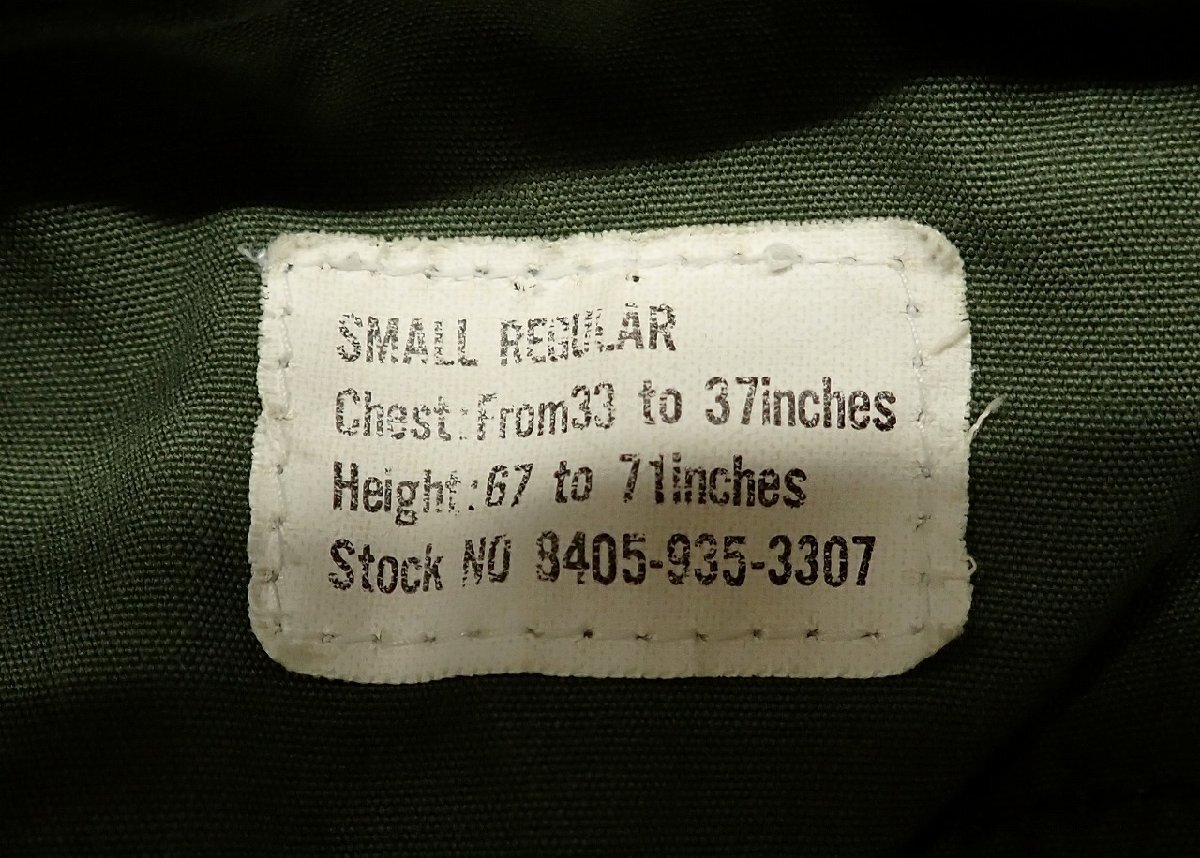 SMALL REGULAR
Chest:From33 to 37inches
Height:67 to 71inches
Stock NO 8405-935-3307